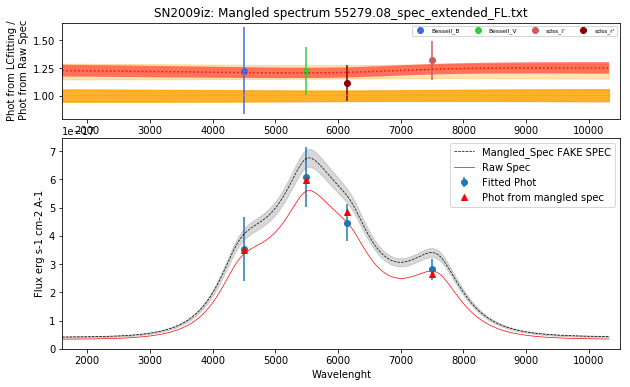 SN2009iz: Mangled spectrum 55279.08_spec_extended_FL.txt
Phot from LCfitting /
Phot from Raw Spec
1.50
1.25
1.00
Bessell_B
Bessell_V
sdss_i'
sdss_r'
2000 3000 4000 5000 6000 7000 8000 9000 10000
1e−17
Flux erg s-1 cm-2 A-1
7
6
5
4
3
2
1
0
Mangled_Spec FAKE SPEC
Raw Spec
Fitted Phot
Phot from mangled spec
2000 3000 4000 5000 6000 7000 8000 9000 10000
Wavelenght